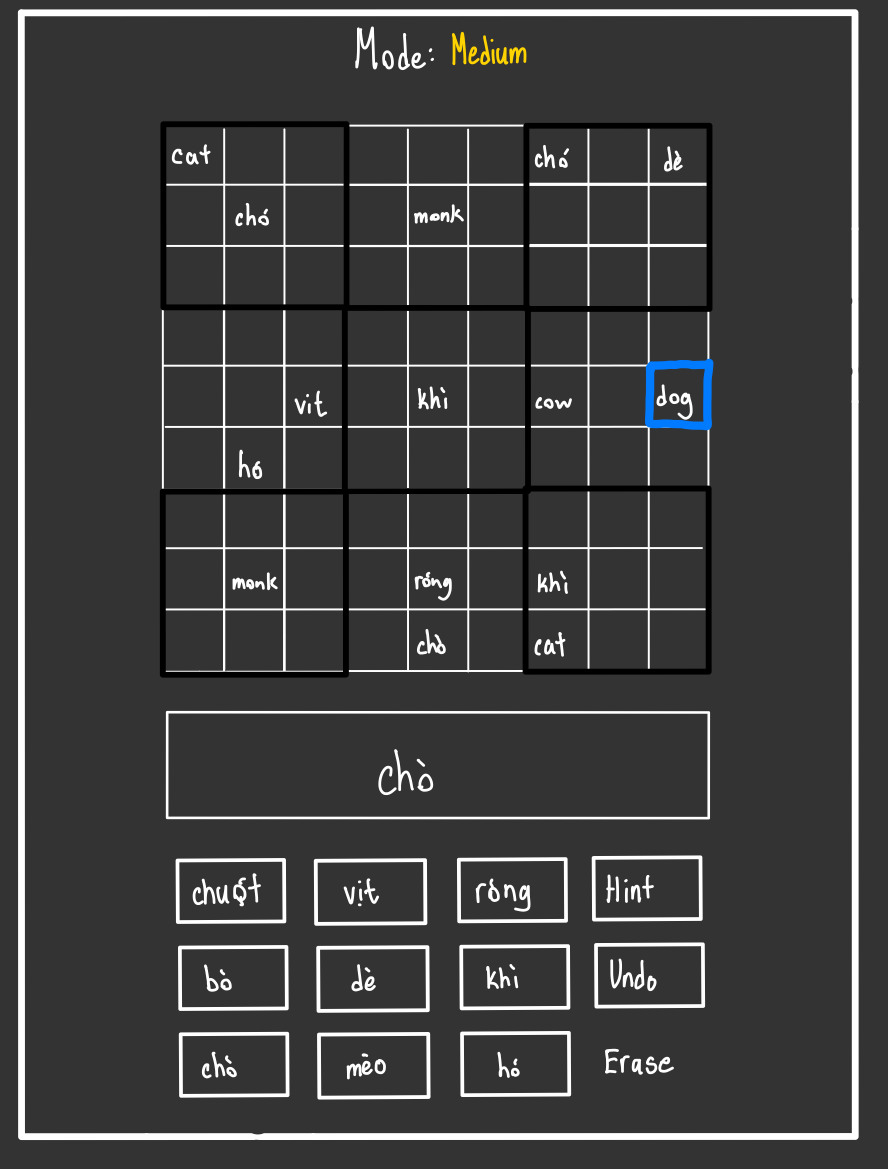 Mode: Medium
cat chó dè
chó monk
vit khì cow dog
hó
monk róng khì
chò cat
chò
chuột vịt ròng Hint
bò dè khì Undo
chò mèo hó Erase